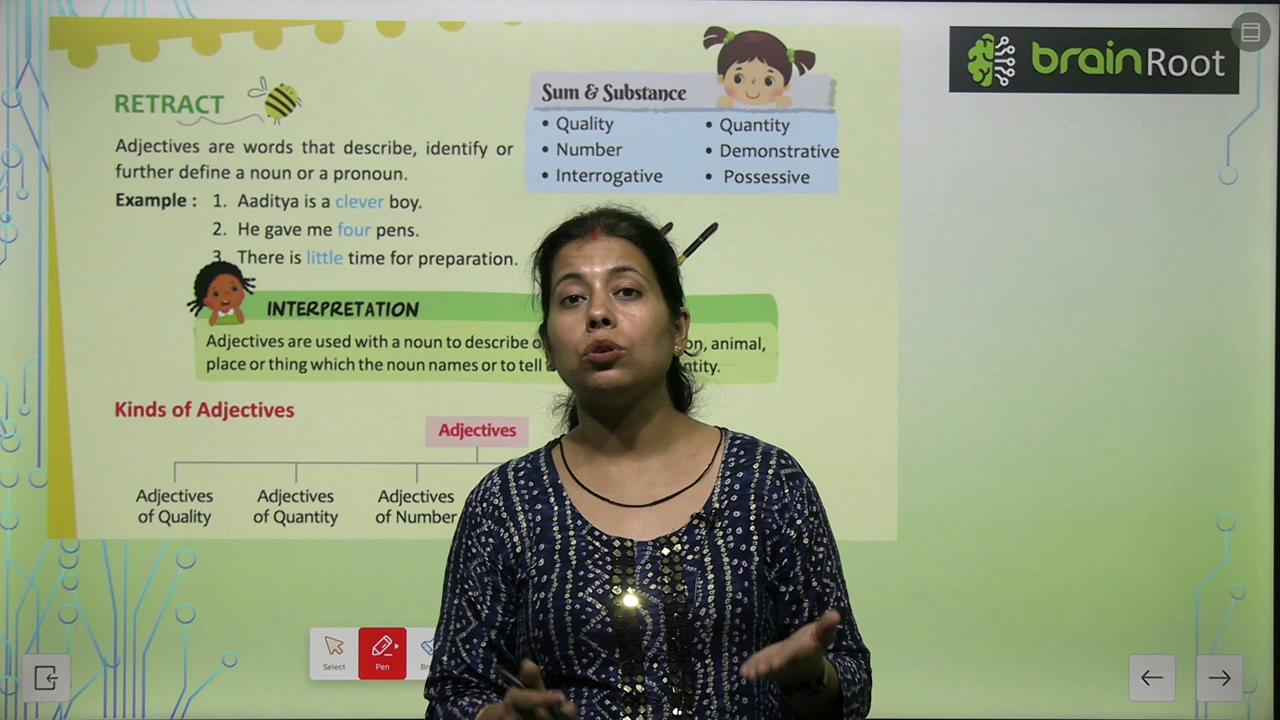 brainRoot
RETRACT
Adjectives are words that describe, identify or
further define a noun or a pronoun.
Example : 1. Aaditya is a clever boy.
2. He gave me four pens.
3. There is little time for preparation.
Sum & Substance
• Quality • Quantity
• Number • Demonstrative
• Interrogative • Possessive
INTERPRETATION
Adjectives are used with a noun to describe animal,
place or thing which the noun names or to tell
Kinds of Adjectives
Adjectives
Adjectives of Quality
Adjectives of Quantity
Adjectives of Number
Select
Pen